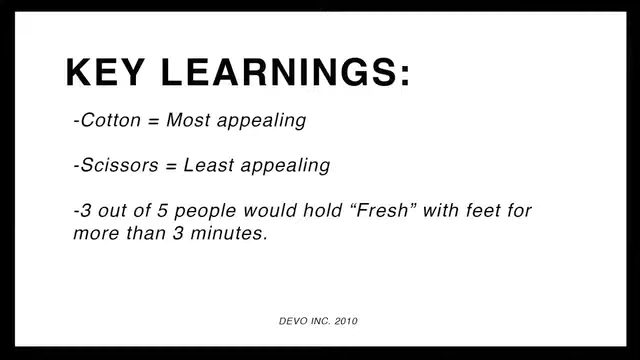 KEY LEARNINGS:
-Cotton = Most appealing
-Scissors = Least appealing
-3 out of 5 people would hold “Fresh” with feet for
more than 3 minutes.
DEVO INC. 2010